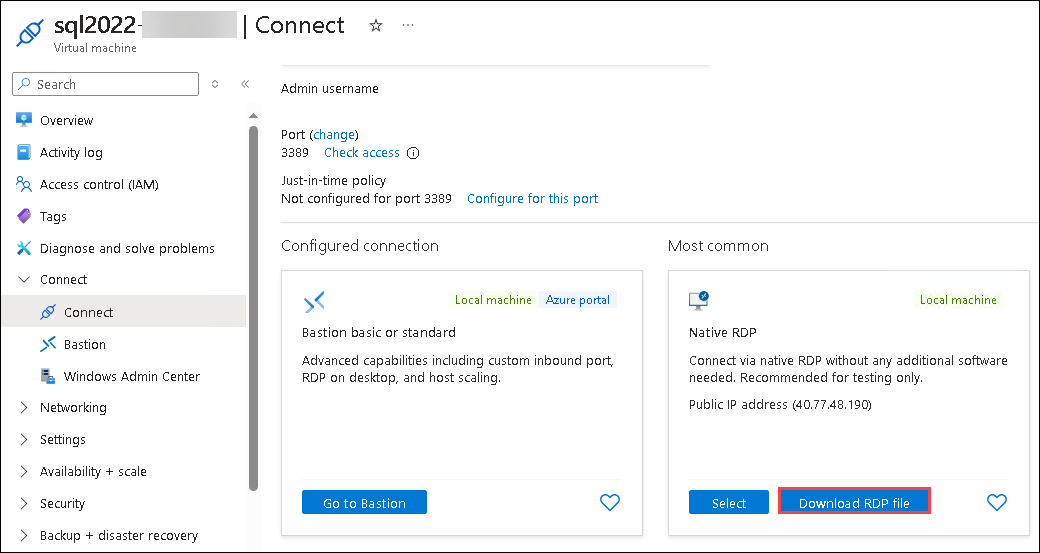 sql2022- | Connect
Virtual machine
Search
Overview
Activity log
Access control (IAM)
Tags
Diagnose and solve problems
Connect
Connect
Bastion
Windows Admin Center
Networking
Settings
Availability + scale
Security
Backup + disaster recovery
Admin username
Port (change)
3389 Check access
Just-in-time policy
Not configured for port 3389 Configure for this port
Configured connection
Local machine Azure portal
Bastion basic or standard
Advanced capabilities including custom inbound port,
RDP on desktop, and host scaling.
Go to Bastion
Most common
Local machine
Native RDP
Connect via native RDP without any additional software
needed. Recommended for testing only.
Public IP address (40.77.48.190)
Select Download RDP file